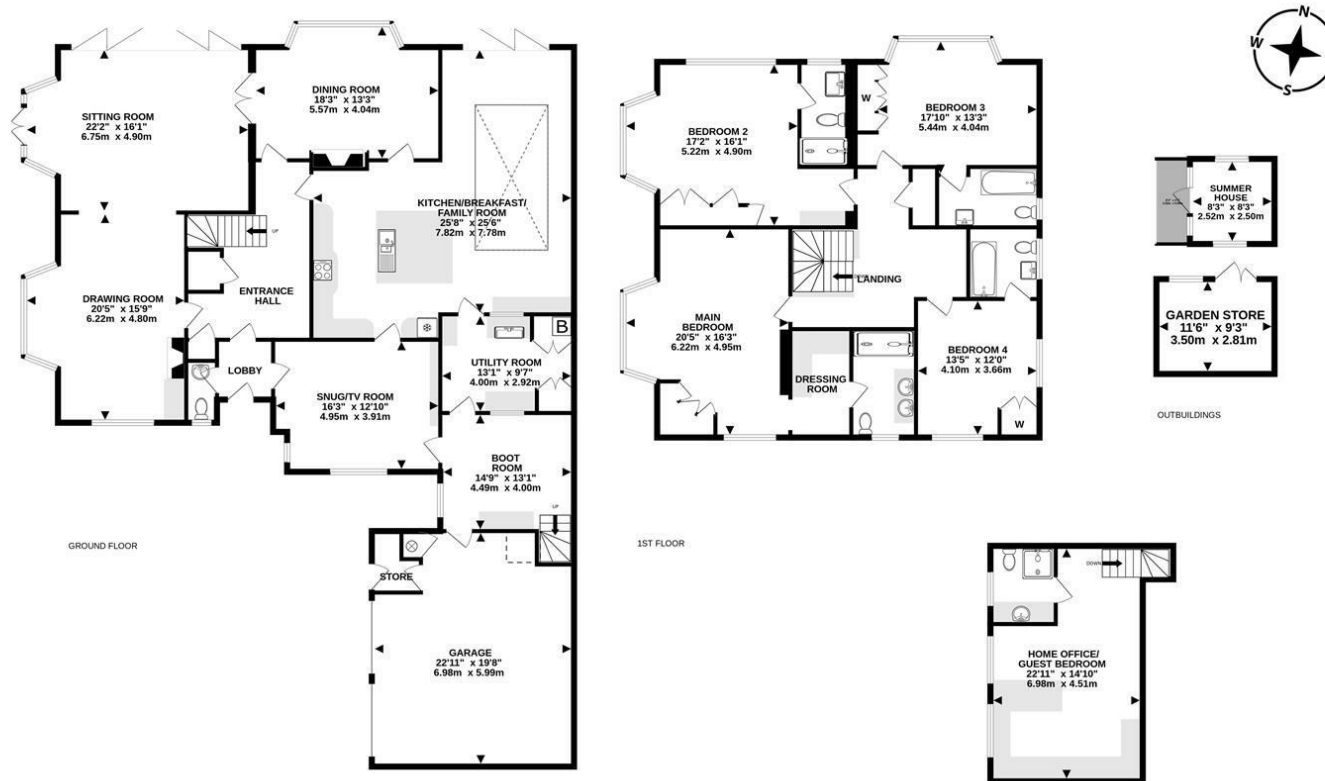 SITTING ROOM
22'2" x 16'1"
6.75m x 4.90m
DINING ROOM
18'3" x 13'3"
5.57m x 4.04m
KITCHEN/BREAKFAST/
FAMILY ROOM
25'8" x 25'6"
7.82m x 7.78m
UP
ENTRANCE
HALL
DRAWING ROOM
20'5" x 15'9"
6.22m x 4.80m
LOBBY
SNUG/TV ROOM
16'3" x 12'10"
4.95m x 3.91m
B
UTILITY ROOM
13'1" x 9'7"
4.00m x 2.92m
BOOT
ROOM
14'9" x 13'1"
4.49m x 4.00m
UP
STORE
GARAGE
22'11" x 19'8"
6.98m x 5.99m
GROUND FLOOR
BEDROOM 2
17'2" x 16'1"
5.22m x 4.90m
W
BEDROOM 3
17'10" x 13'3"
5.44m x 4.04m
LANDING
MAIN
BEDROOM
20'5" x 16'3"
6.22m x 4.95m
DRESSING
ROOM
BEDROOM 4
13'5" x 12'0"
4.10m x 3.66m
W
1ST FLOOR
N
W
S
SUMMER
HOUSE
8'3" x 8'3"
2.52m x 2.50m
GARDEN STORE
11'6" x 9'3"
3.50m x 2.81m
OUTBUILDINGS
DOWN
HOME OFFICE/
GUEST BEDROOM
22'11" x 14'10"
6.98m x 4.51m